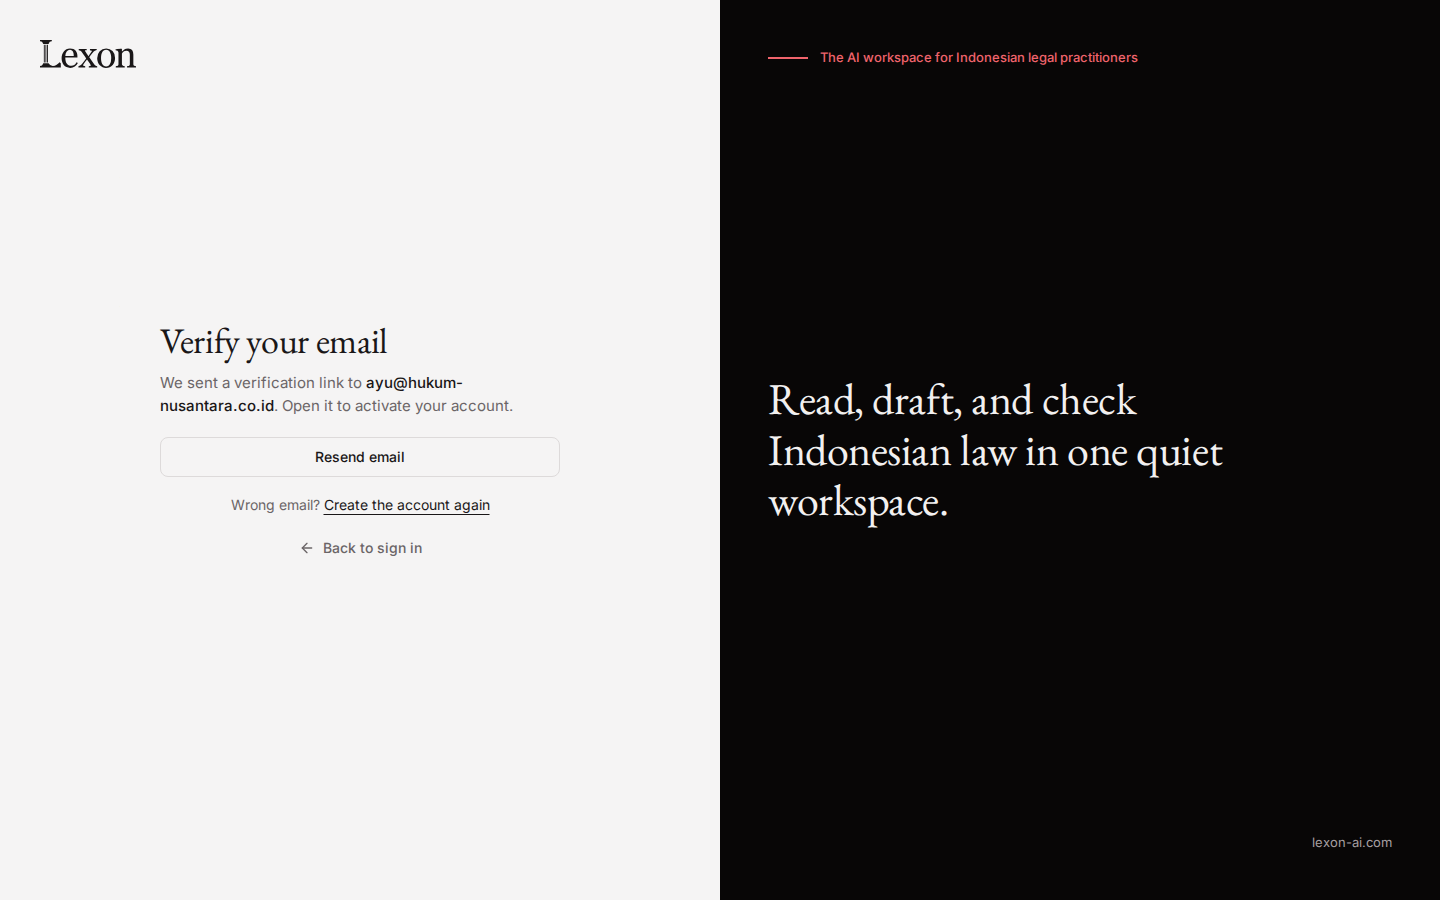 Lexon
Verify your email
We sent a verification link to ayu@hukum-
nusantara.co.id. Open it to activate your account.
Resend email
Wrong email? Create the account again
Back to sign in
The AI workspace for Indonesian legal practitioners
Read, draft, and check
Indonesian law in one quiet
workspace.
lexon-ai.com